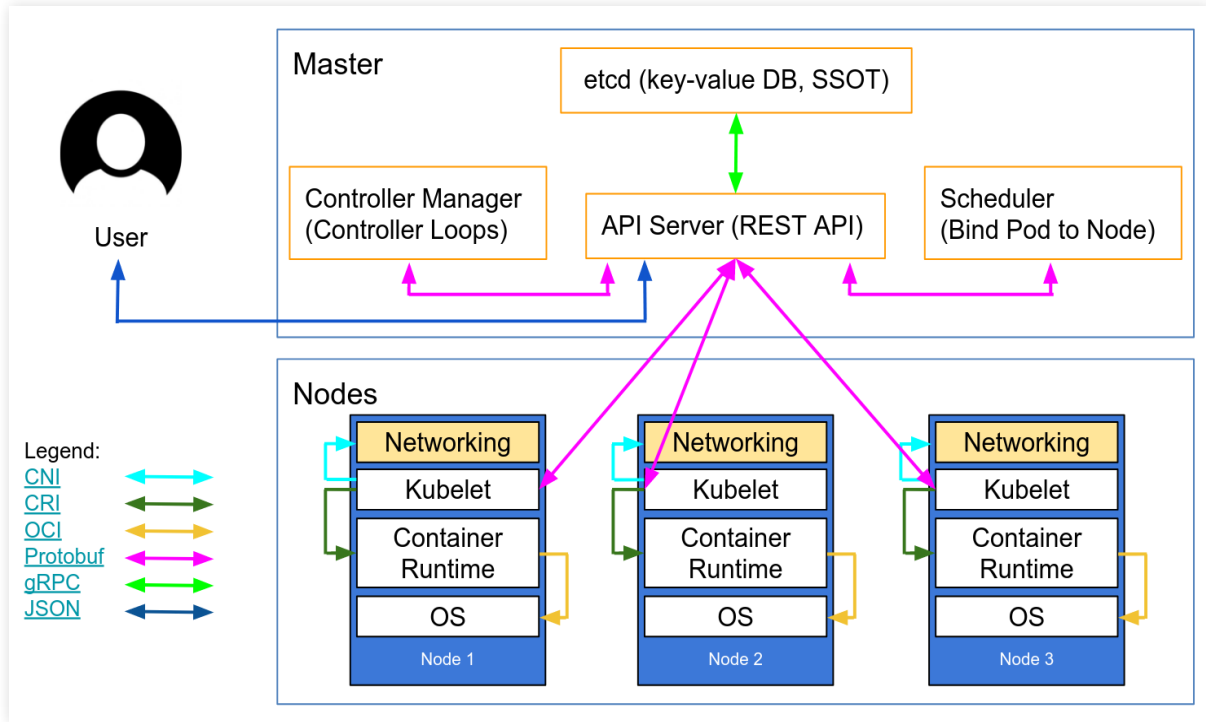 Master
etcd (key-value DB, SSOT)
Controller Manager
(Controller Loops)
API Server (REST API)
Scheduler
(Bind Pod to Node)
User
Nodes
Networking
Kubelet
Container
Runtime
OS
Node 1
Networking
Kubelet
Container
Runtime
OS
Node 2
Networking
Kubelet
Container
Runtime
OS
Node 3
Legend:
CNI
CRI
OCI
Protobuf
gRPC
JSON